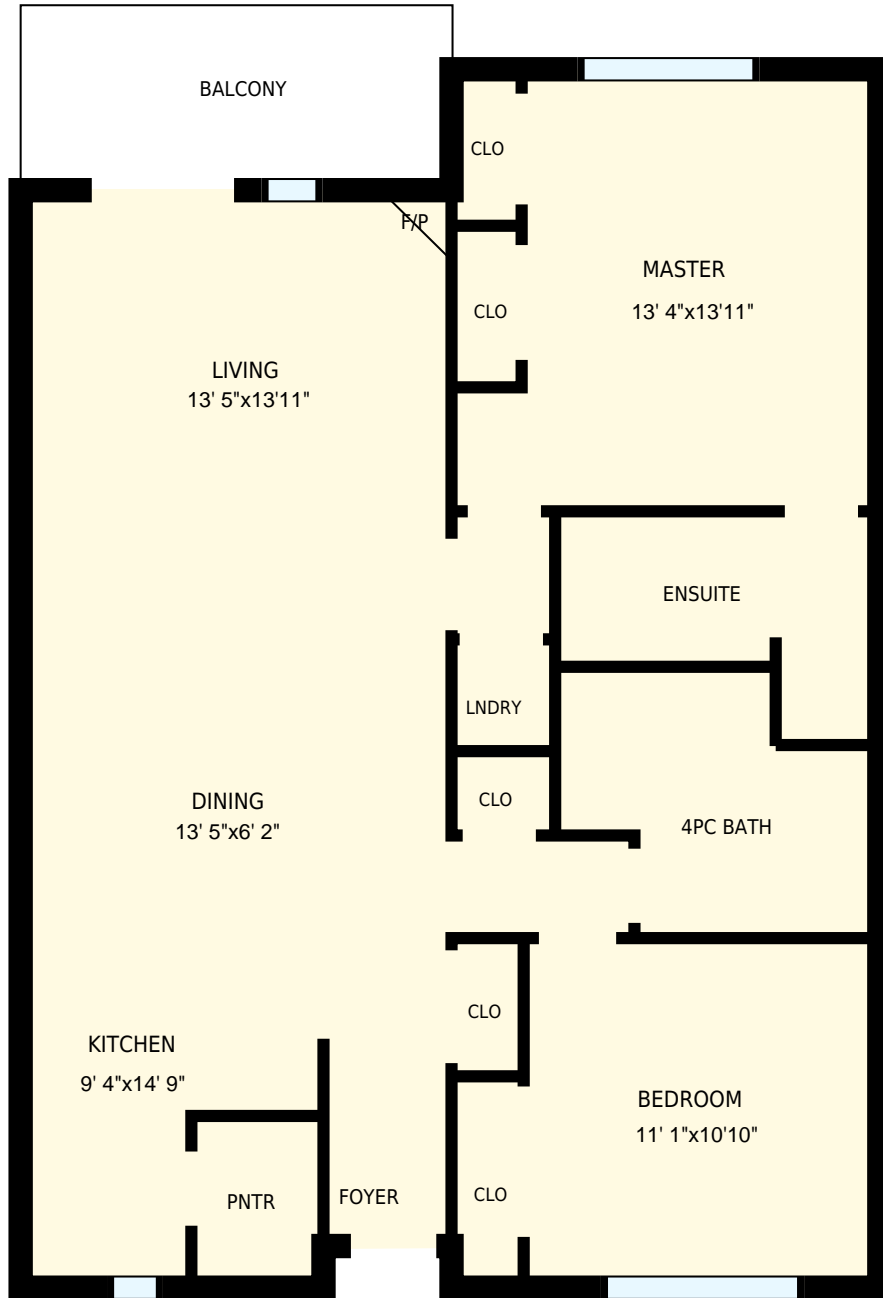 BALCONY
CLO
F/P
MASTER
13' 4"x13'11"
CLO
LIVING
13' 5"x13'11"
ENSUITE
LNDRY
CLO
DINING
13' 5"x6' 2"
4PC BATH
CLO
KITCHEN
9' 4"x14' 9"
BEDROOM
11' 1"x10'10"
CLO
FOYER
PNTR